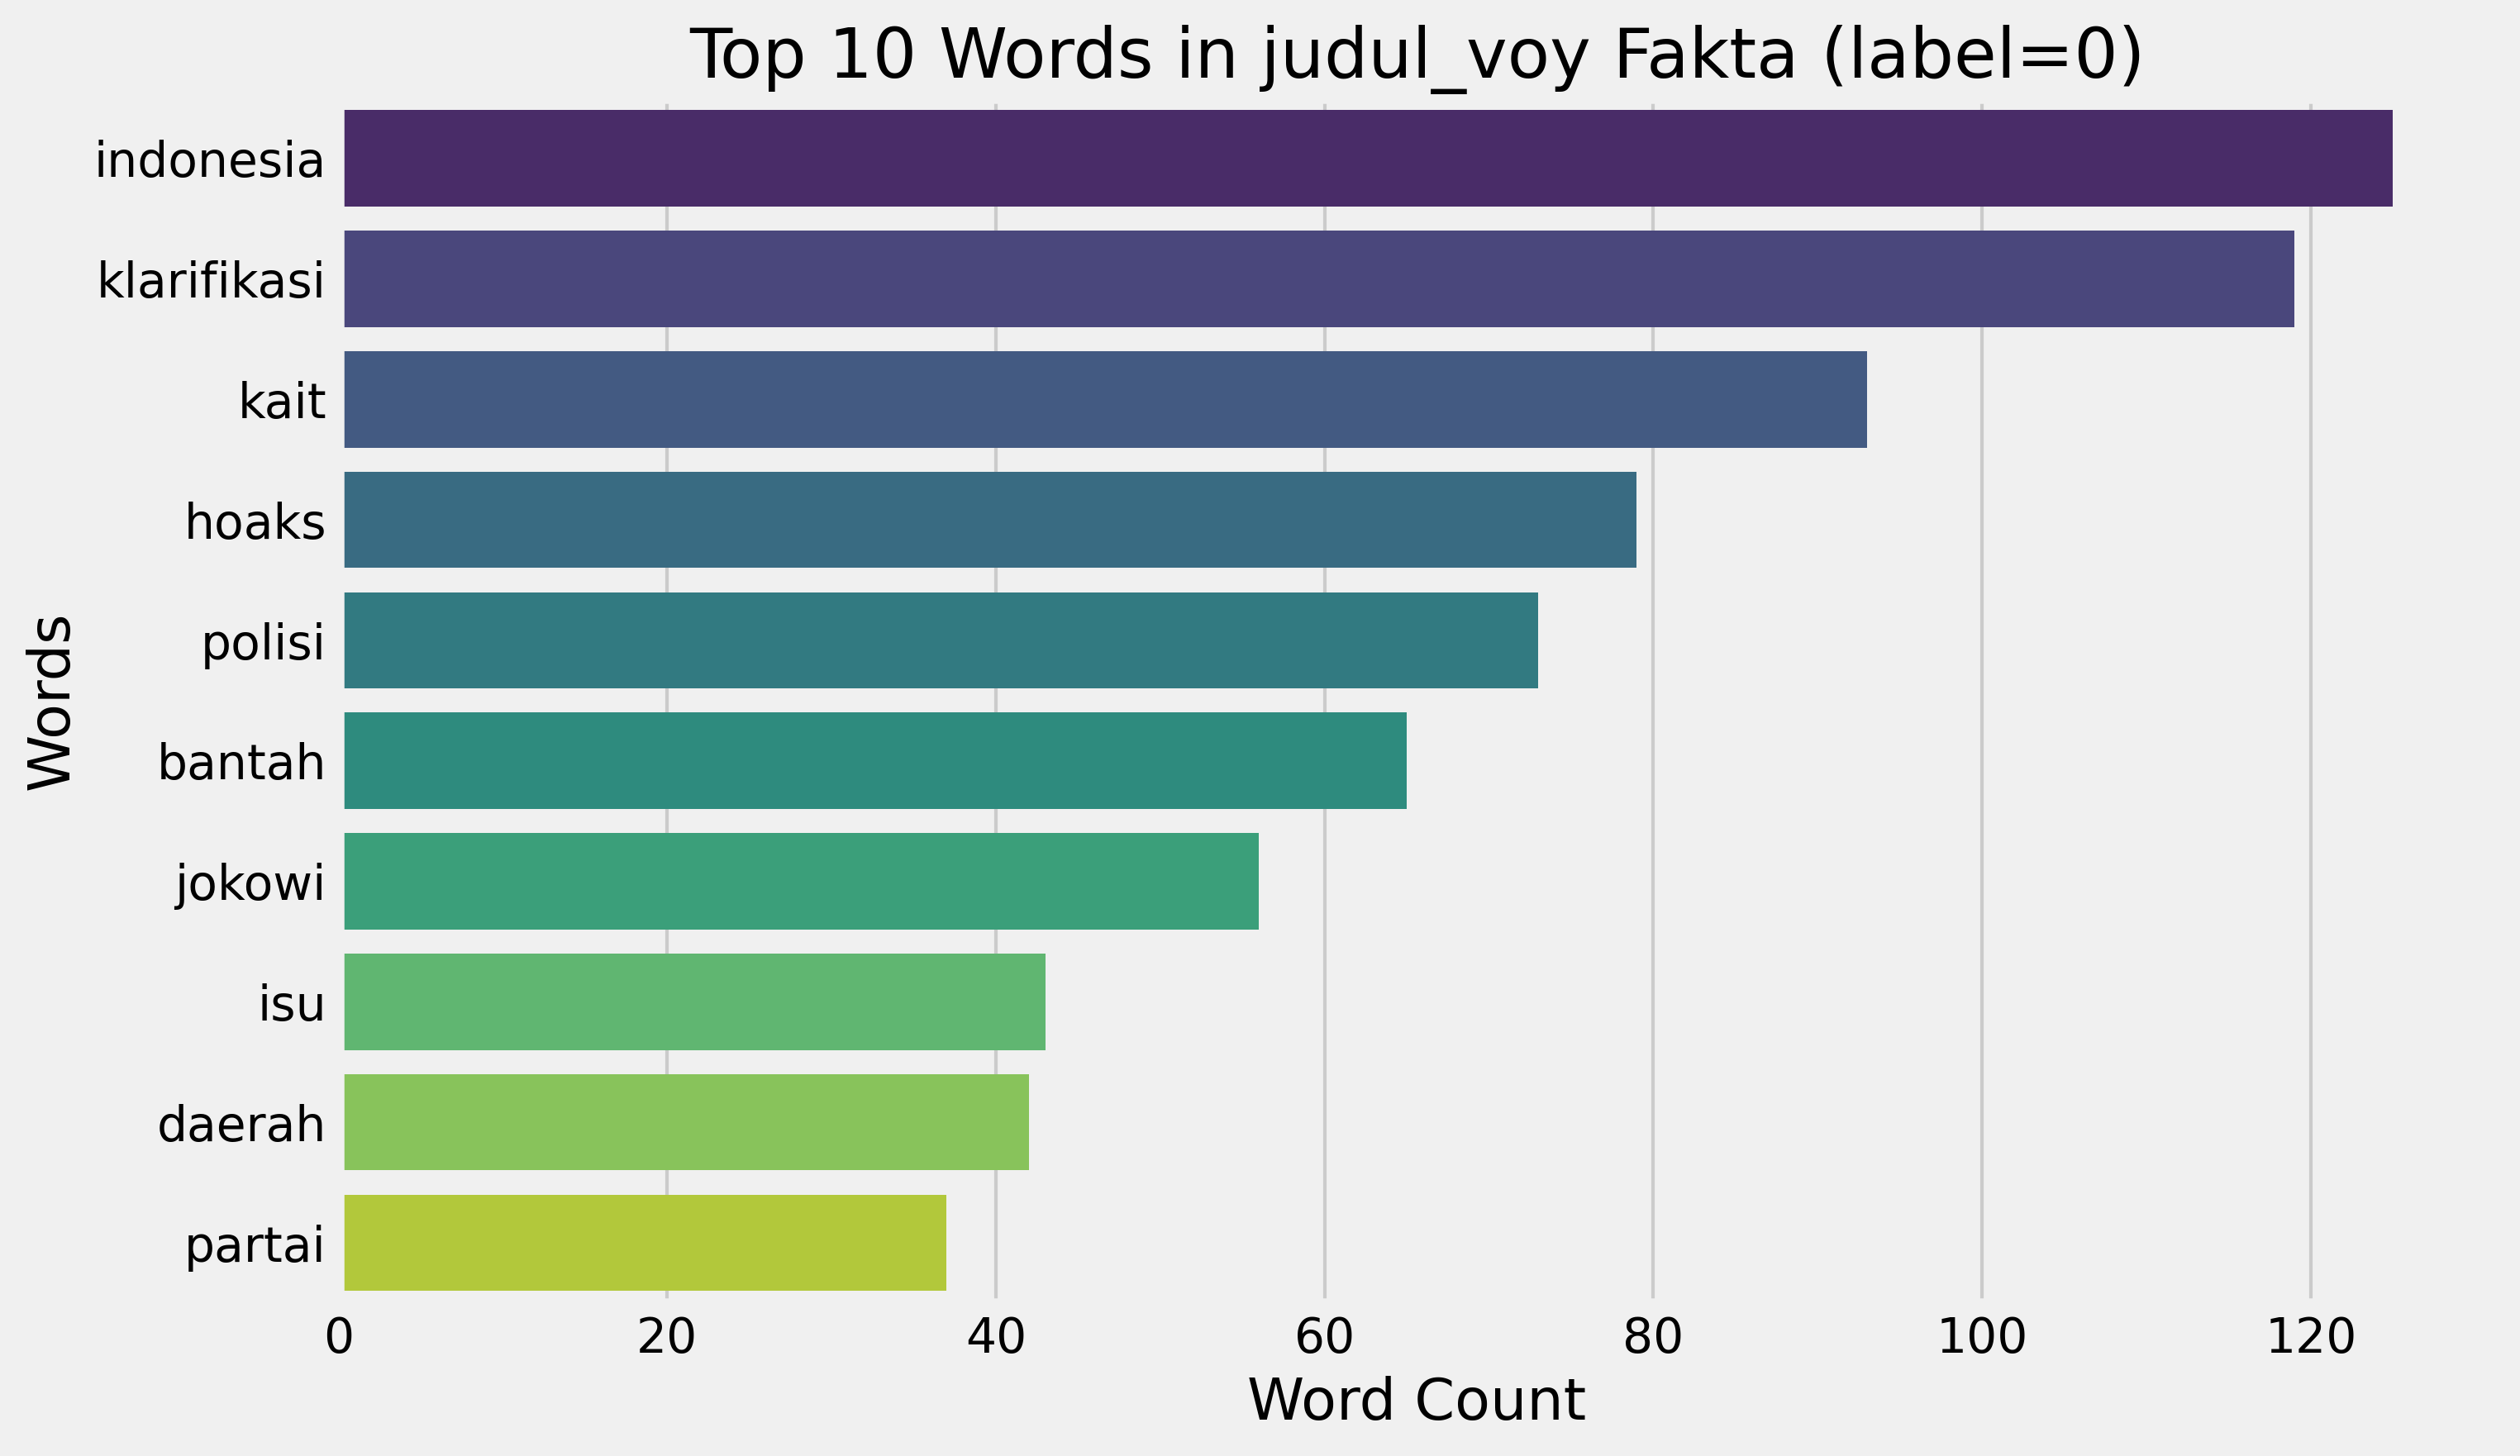 Top 10 Words in judul_voy Fakta (label=0)
indonesia
klarifikasi
kait
hoaks
polisi
bantah
jokowi
isu
daerah
partai
Words
0 20 40 60 80 100 120
Word Count